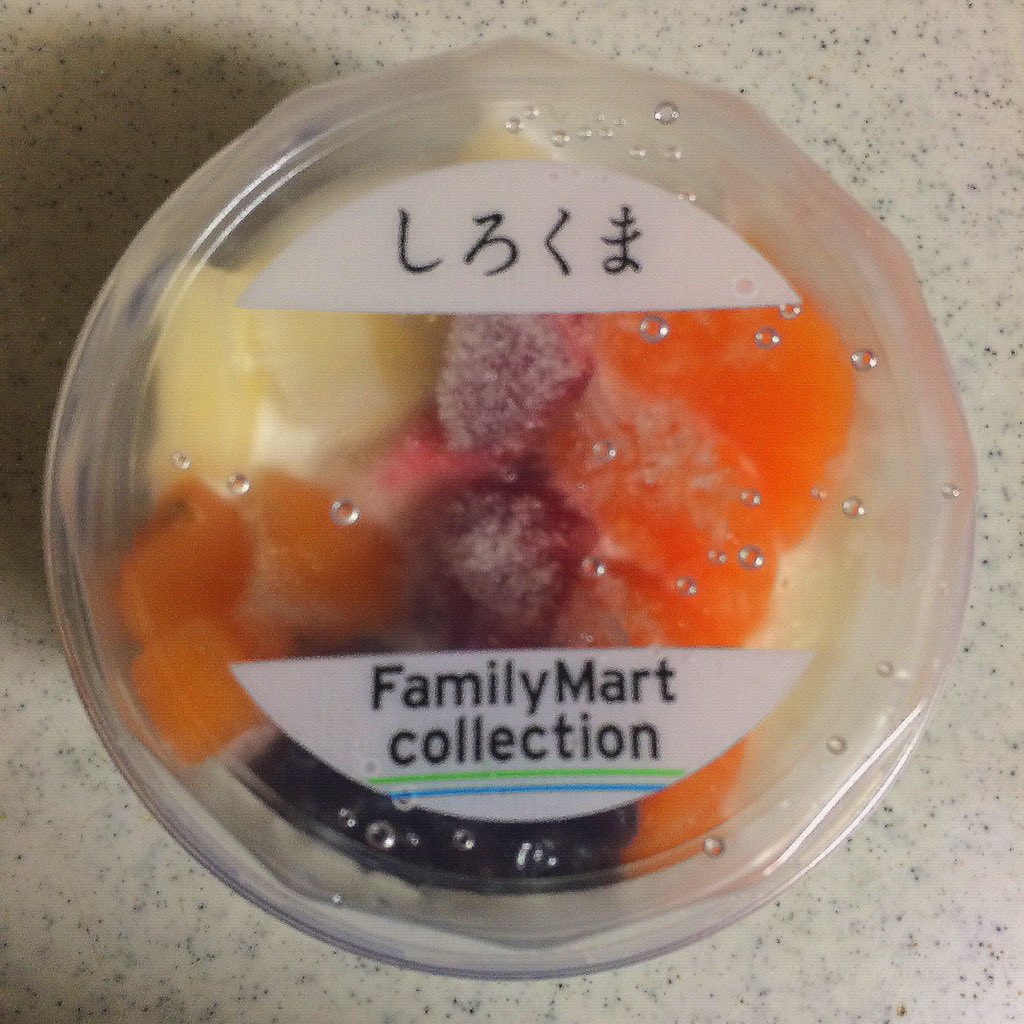 しろくま
FamilyMart
collection